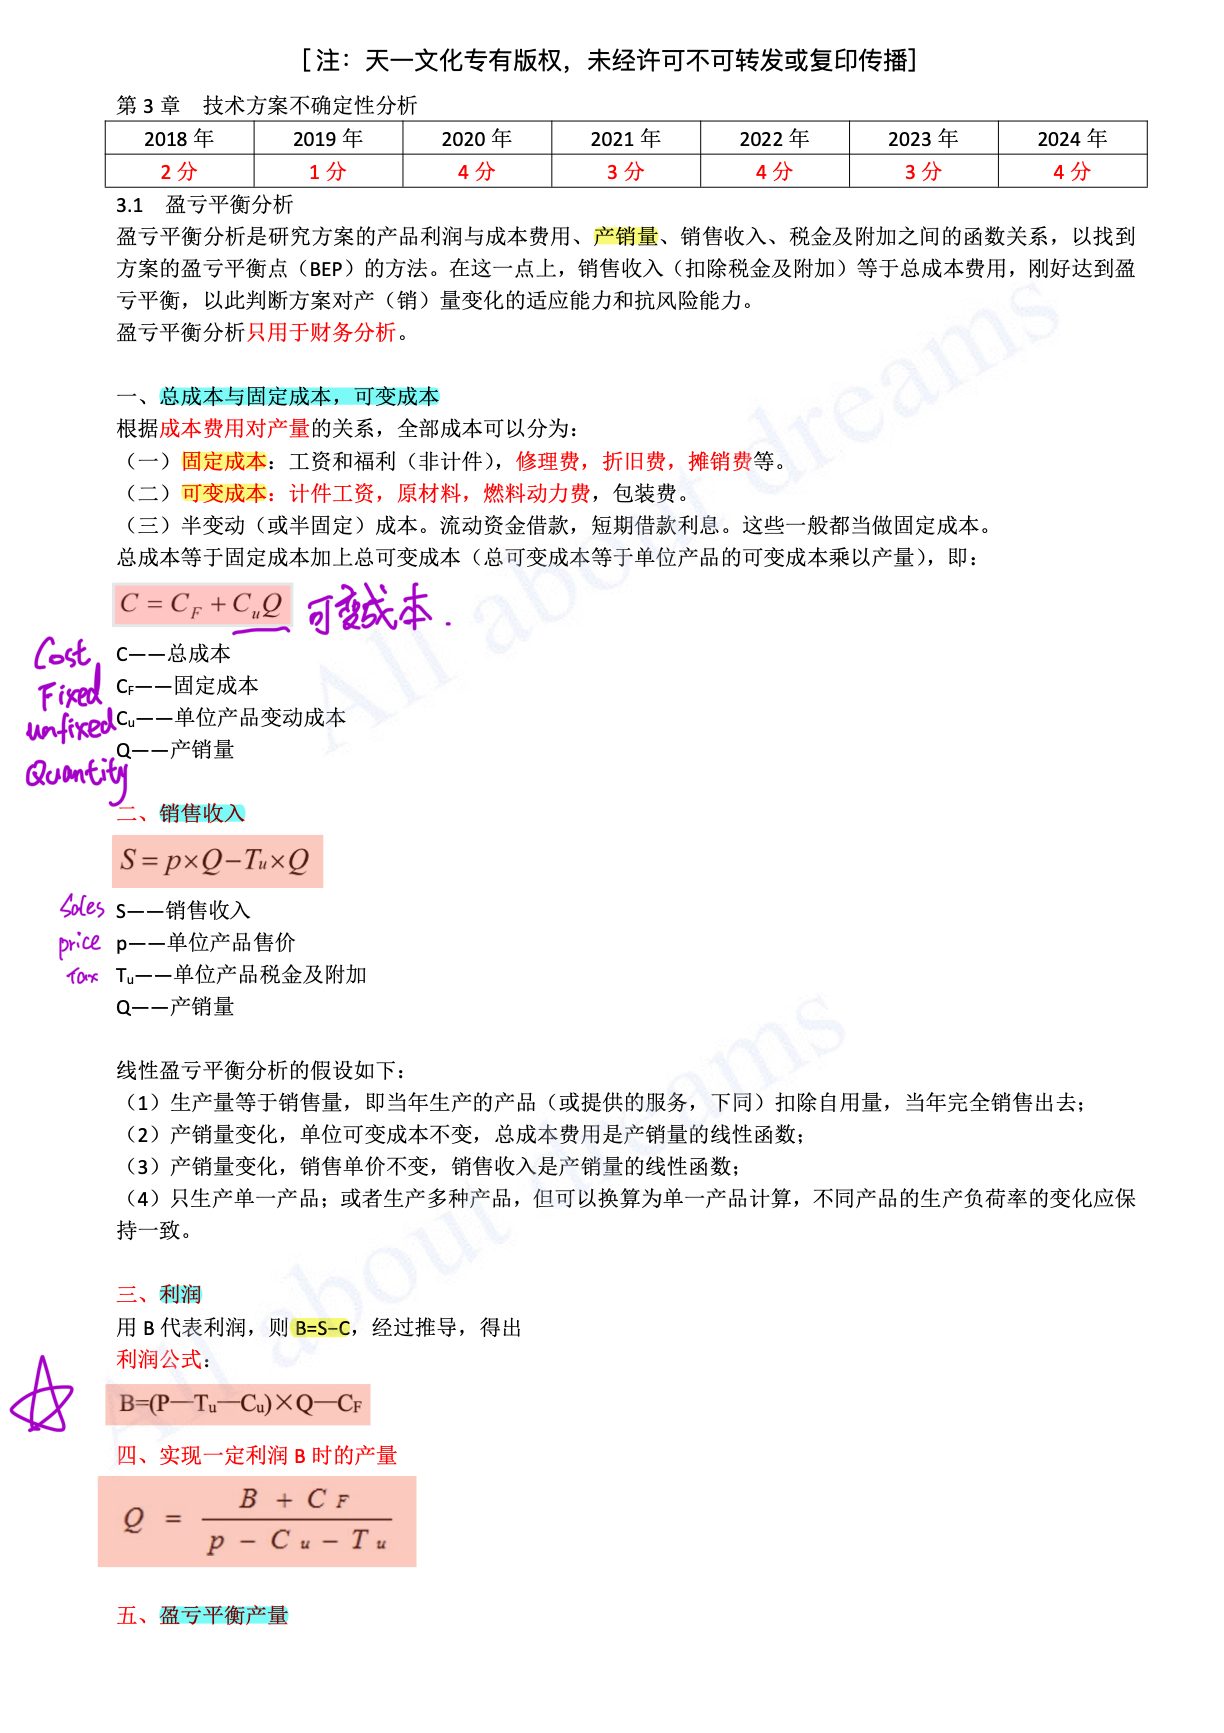 [注：天一文化专有版权，未经许可不可转发或复印传播]
第 3 章　技术方案不确定性分析
2018 年 2019 年 2020 年 2021 年 2022 年 2023 年 2024 年
2 分 1 分 4 分 3 分 4 分 3 分 4 分
3.1　盈亏平衡分析
盈亏平衡分析是研究方案的产品利润与成本费用、产销量、销售收入、税金及附加之间的函数关系，以找到
方案的盈亏平衡点（BEP）的方法。在这一点上，销售收入（扣除税金及附加）等于总成本费用，刚好达到盈
亏平衡，以此判断方案对产（销）量变化的适应能力和抗风险能力。
盈亏平衡分析只用于财务分析。
一、总成本与固定成本，可变成本
根据成本费用对产量的关系，全部成本可以分为：
（一）固定成本：工资和福利（非计件），修理费，折旧费，摊销费等。
（二）可变成本：计件工资，原材料，燃料动力费，包装费。
（三）半变动（或半固定）成本。流动资金借款，短期借款利息。这些一般都当做固定成本。
总成本等于固定成本加上总可变成本（总可变成本等于单位产品的可变成本乘以产量），即：
C = C_F + C_uQ 可变成本.
Cost C——总成本
Fixed C_F——固定成本
unfixed C_u——单位产品变动成本
Q——产销量
Quantity
二、销售收入
S = p×Q−Tu×Q
Sales S——销售收入
price p——单位产品售价
Tax T_u——单位产品税金及附加
Q——产销量
线性盈亏平衡分析的假设如下：
（1）生产量等于销售量，即当年生产的产品（或提供的服务，下同）扣除自用量，当年完全销售出去；
（2）产销量变化，单位可变成本不变，总成本费用是产销量的线性函数；
（3）产销量变化，销售单价不变，销售收入是产销量的线性函数；
（4）只生产单一产品；或者生产多种产品，但可以换算为单一产品计算，不同产品的生产负荷率的变化应保
持一致。
三、利润
用 B 代表利润，则 B=S−C，经过推导，得出
利润公式：
B=(P—Tu—Cu)×Q—CF
四、实现一定利润 B 时的产量
Q = (B + C F) / (p − C u − T u)
五、盈亏平衡产量
All about dreams
All about dreams